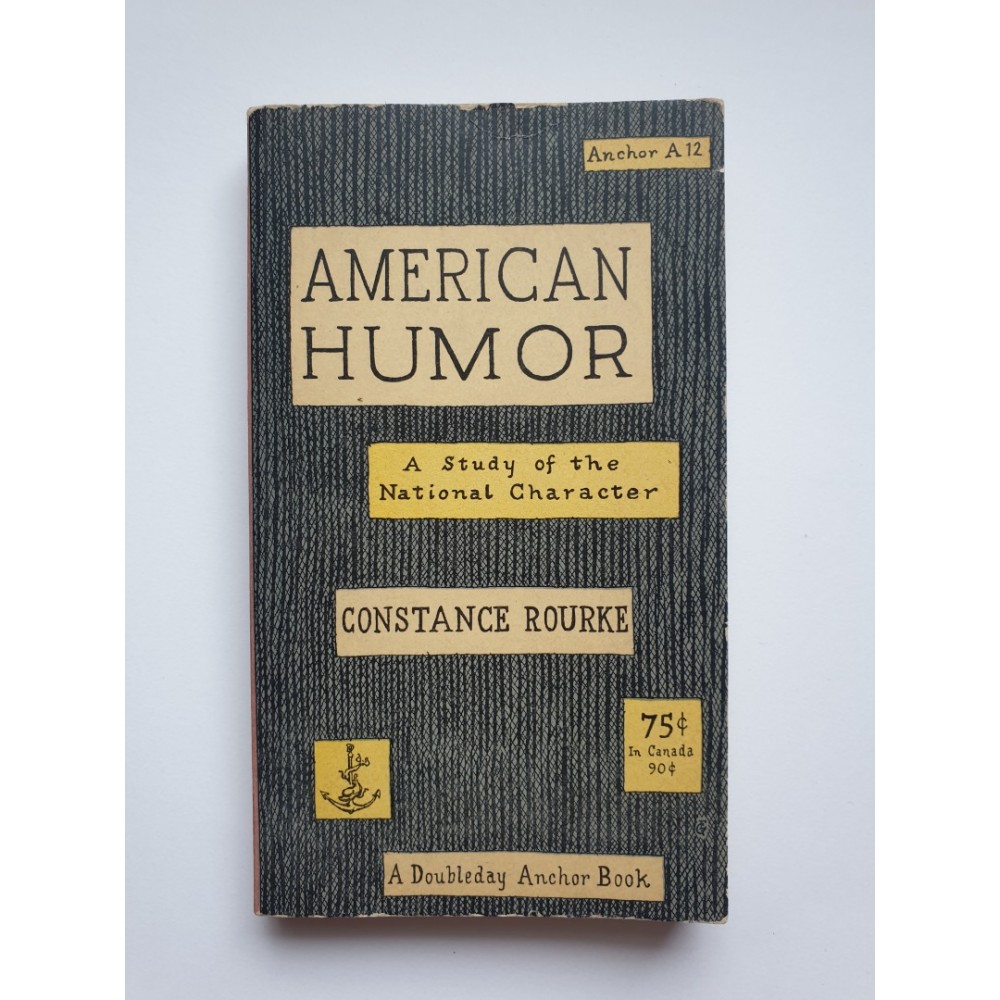 Anchor A 12
AMERICAN
HUMOR
A Study of the
National Character
CONSTANCE ROURKE
75¢
In Canada
90¢
A Doubleday Anchor Book